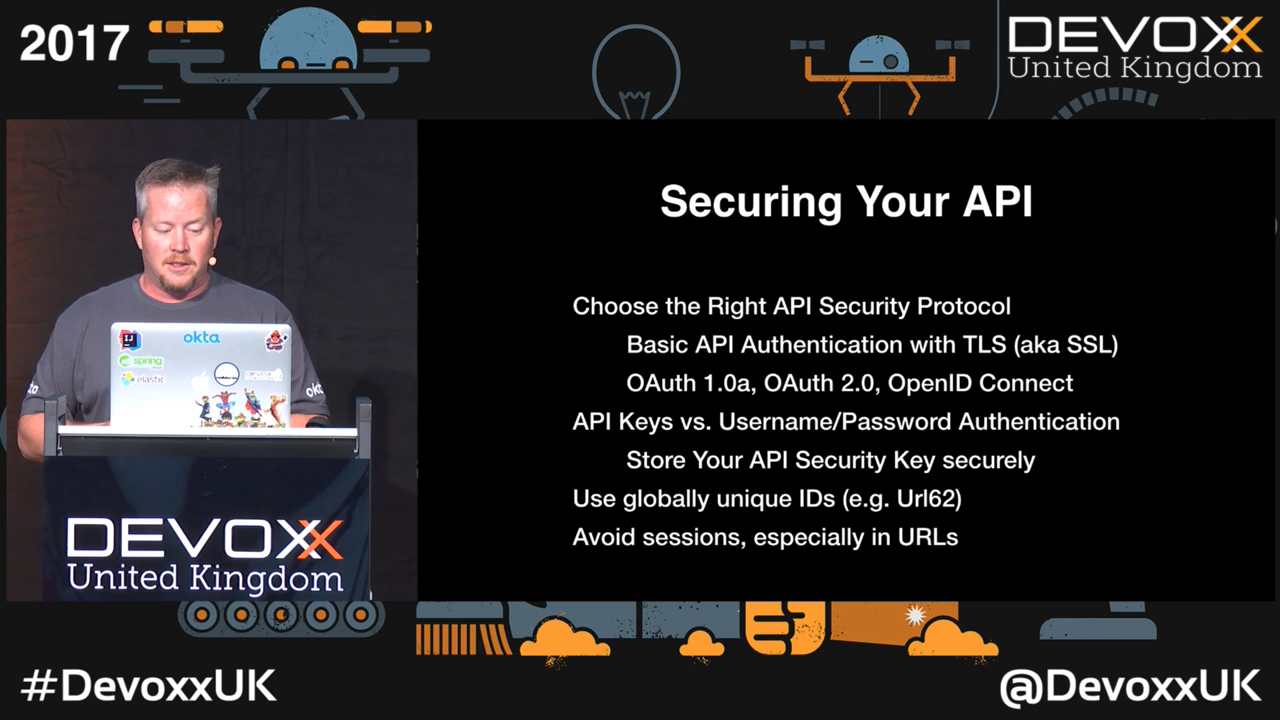 2017
DEVOXX
United Kingdom
Securing Your API
Choose the Right API Security Protocol
Basic API Authentication with TLS (aka SSL)
OAuth 1.0a, OAuth 2.0, OpenID Connect
API Keys vs. Username/Password Authentication
Store Your API Security Key securely
Use globally unique IDs (e.g. Url62)
Avoid sessions, especially in URLs
IJ
okta
spring
elastic
okta
DEVOXX
United Kingdom
#DevoxxUK
@DevoxxUK